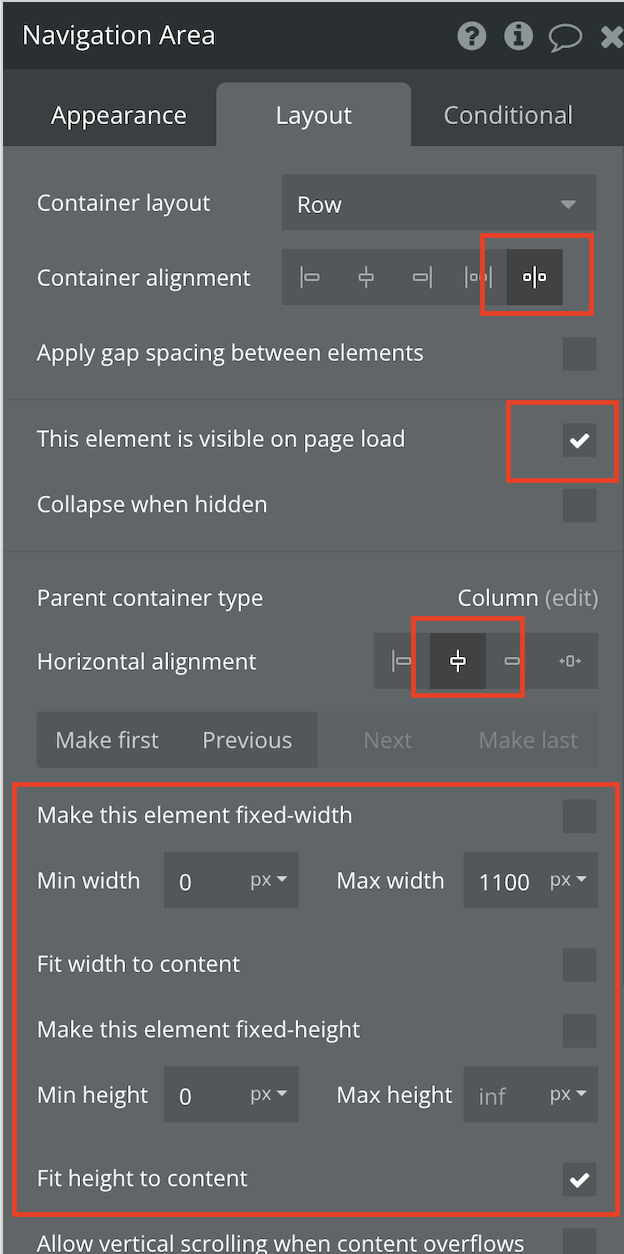 Navigation Area
Appearance Layout Conditional
Container layout Row
Container alignment
Apply gap spacing between elements
This element is visible on page load
Collapse when hidden
Parent container type Column (edit)
Horizontal alignment
Make first Previous Next Make last
Make this element fixed-width
Min width 0 px Max width 1100 px
Fit width to content
Make this element fixed-height
Min height 0 px Max height inf px
Fit height to content
Allow vertical scrolling when content overflows